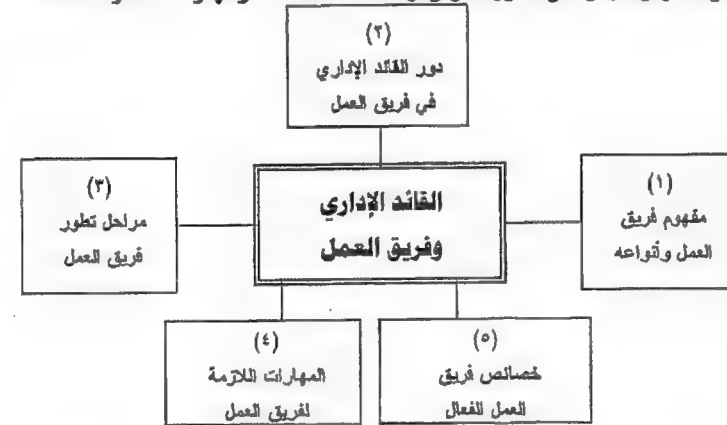 (٢)
دور القائد الإداري
في فريق العمل
القائد الإداري
وفريق العمل
(١)
مفهوم فريق
العمل وأنواعه
(٣)
مراحل تطور
فريق العمل
(٤)
المهارات اللازمة
لفريق العمل
(٥)
خصائص فريق
العمل الفعال